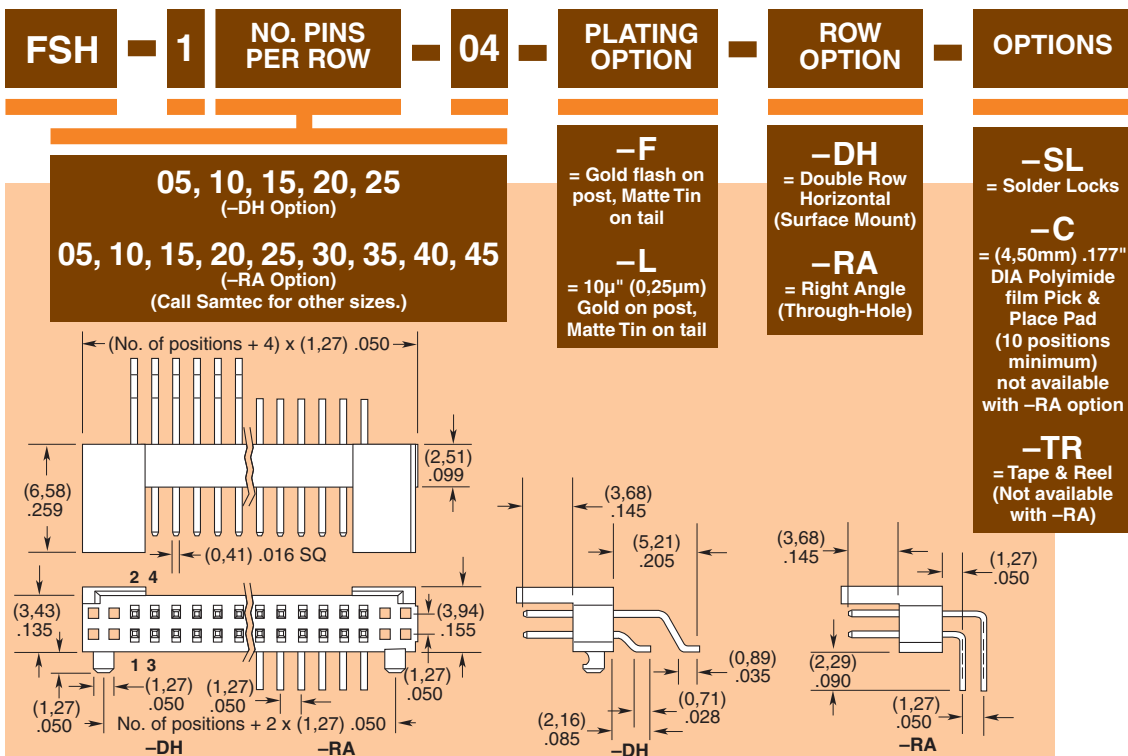 FSH – 1 NO. PINS PER ROW – 04 – PLATING OPTION – ROW OPTION – OPTIONS
05, 10, 15, 20, 25
(–DH Option)
05, 10, 15, 20, 25, 30, 35, 40, 45
(–RA Option)
(Call Samtec for other sizes.)
–F
= Gold flash on
post, Matte Tin
on tail
–L
= 10µ" (0,25µm)
Gold on post,
Matte Tin on tail
–DH
= Double Row
Horizontal
(Surface Mount)
–RA
= Right Angle
(Through-Hole)
–SL
= Solder Locks
–C
= (4,50mm) .177"
DIA Polyimide
film Pick &
Place Pad
(10 positions
minimum)
not available
with –RA option
–TR
= Tape & Reel
(Not available
with –RA)
(No. of positions + 4) x (1,27) .050
(6,58)
.259
(2,51)
.099
(0,41) .016 SQ
2 4
(3,43)
.135
(3,94)
.155
1 3
(1,27)
.050
(1,27)
.050
(1,27)
.050
(1,27)
.050
No. of positions + 2 x (1,27) .050
–DH
–RA
(3,68)
.145
(5,21)
.205
(0,89)
.035
(0,71)
.028
(2,16)
.085
–DH
(3,68)
.145
(1,27)
.050
(2,29)
.090
(1,27)
.050
–RA